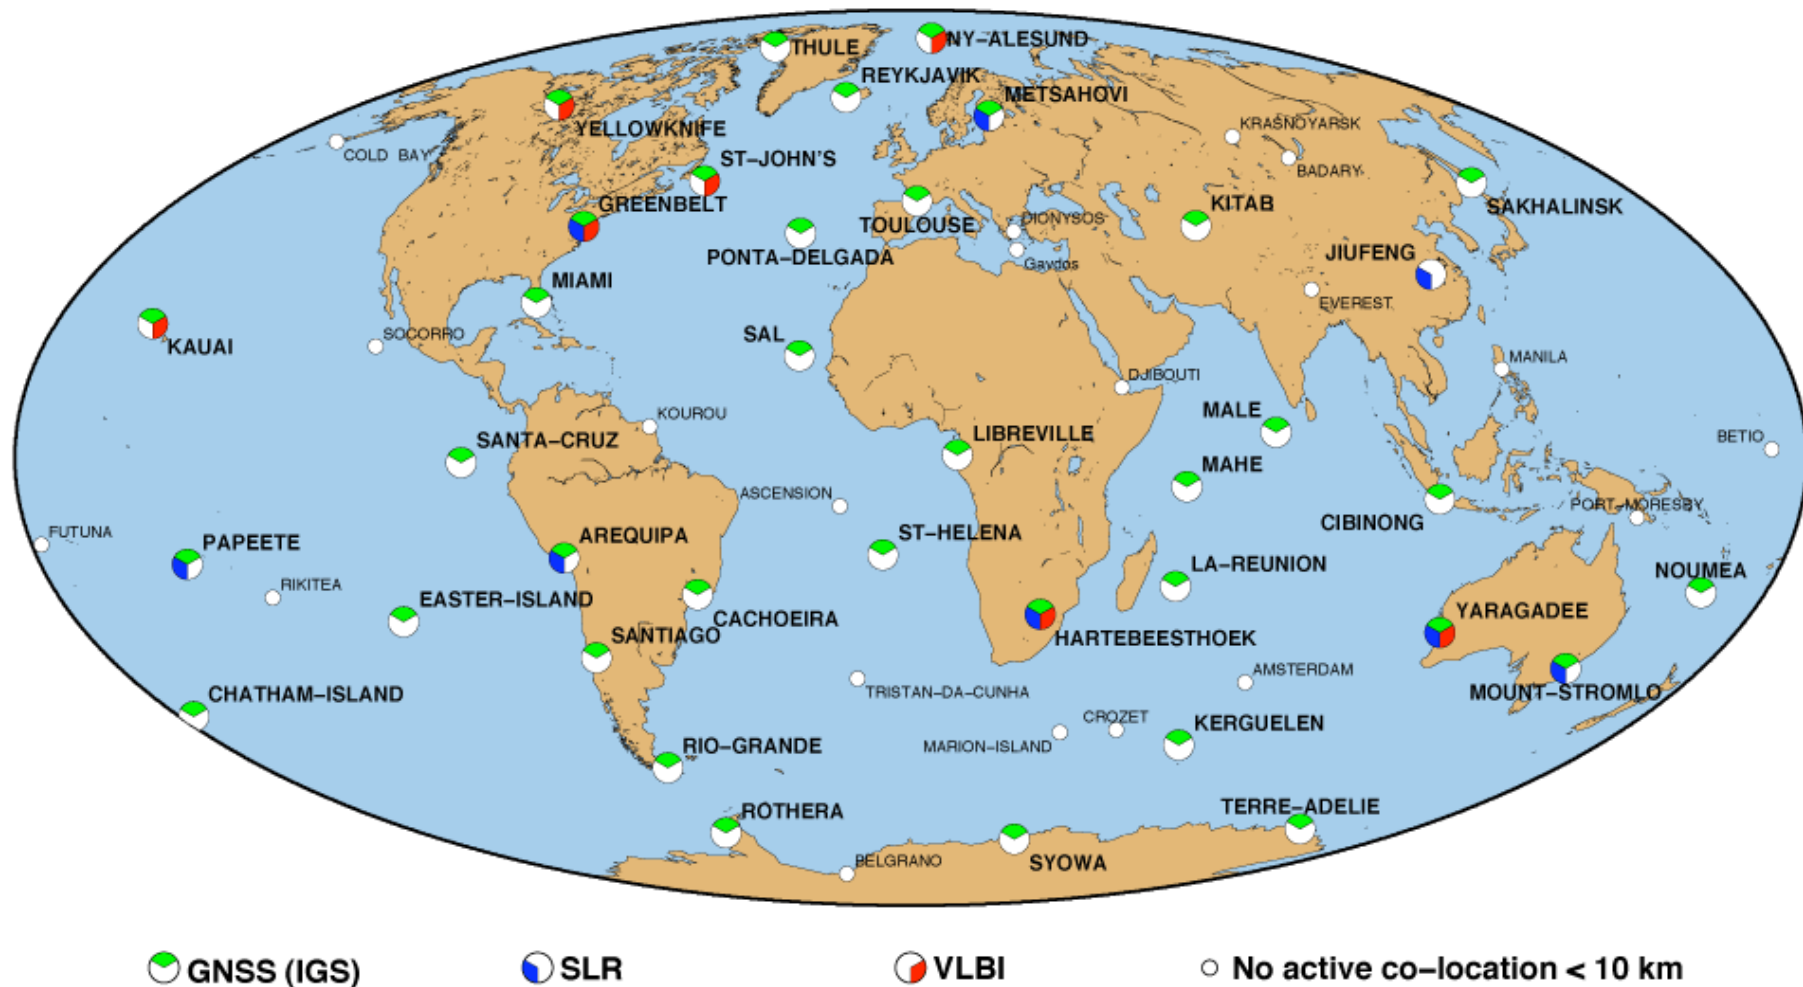 THULE
NY-ALESUND
REYKJAVIK
METSAHOVI
YELLOWKNIFE
KRASNOYARSK
COLD BAY
ST-JOHN'S
BADARY
GREENBELT
TOULOUSE
DIONYSOS
KITAB
SAKHALINSK
PONTA-DELGADA
Gavdos
JIUFENG
MIAMI
EVEREST
KAUAI
SOCORRO
SAL
MANILA
DJIBOUTI
KOUROU
MALE
SANTA-CRUZ
LIBREVILLE
BETIO
MAHE
ASCENSION
PORT-MORESBY
CIBINONG
FUTUNA
PAPEETE
AREQUIPA
ST-HELENA
LA-REUNION
NOUMEA
RIKITEA
EASTER-ISLAND
CACHOEIRA
YARAGADEE
SANTIAGO
HARTEBEESTHOEK
AMSTERDAM
CHATHAM-ISLAND
TRISTAN-DA-CUNHA
MOUNT-STROMLO
CROZET
KERGUELEN
RIO-GRANDE
MARION-ISLAND
ROTHERA
TERRE-ADELIE
BELGRANO
SYOWA
GNSS (IGS)
SLR
VLBI
No active co-location < 10 km